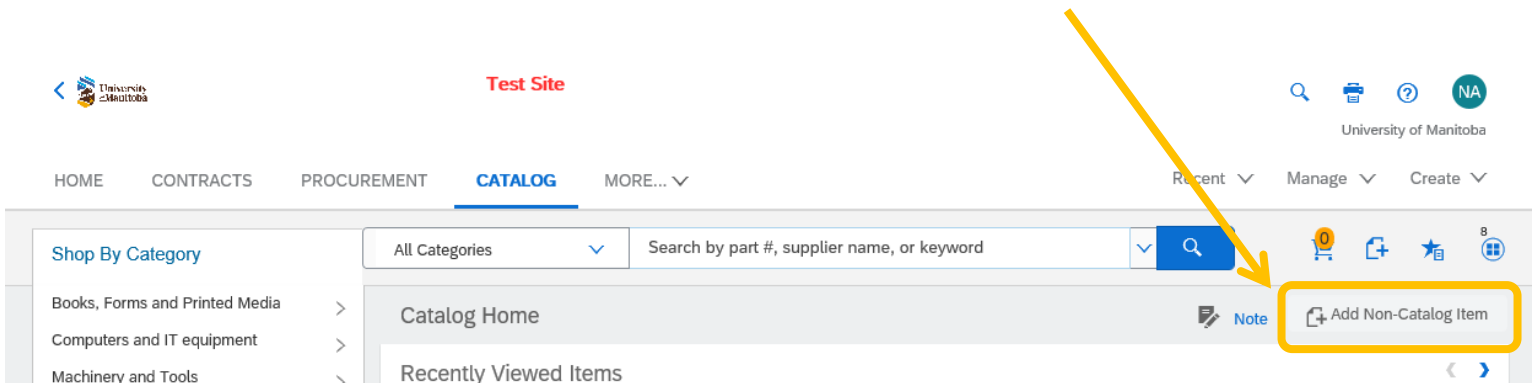 University
of Manitoba
Test Site
NA
University of Manitoba
HOME CONTRACTS PROCUREMENT CATALOG MORE... Recent Manage Create
Shop By Category
All Categories Search by part #, supplier name, or keyword 0 8
Books, Forms and Printed Media
Catalog Home Note Add Non-Catalog Item
Computers and IT equipment
Machinery and Tools
Recently Viewed Items